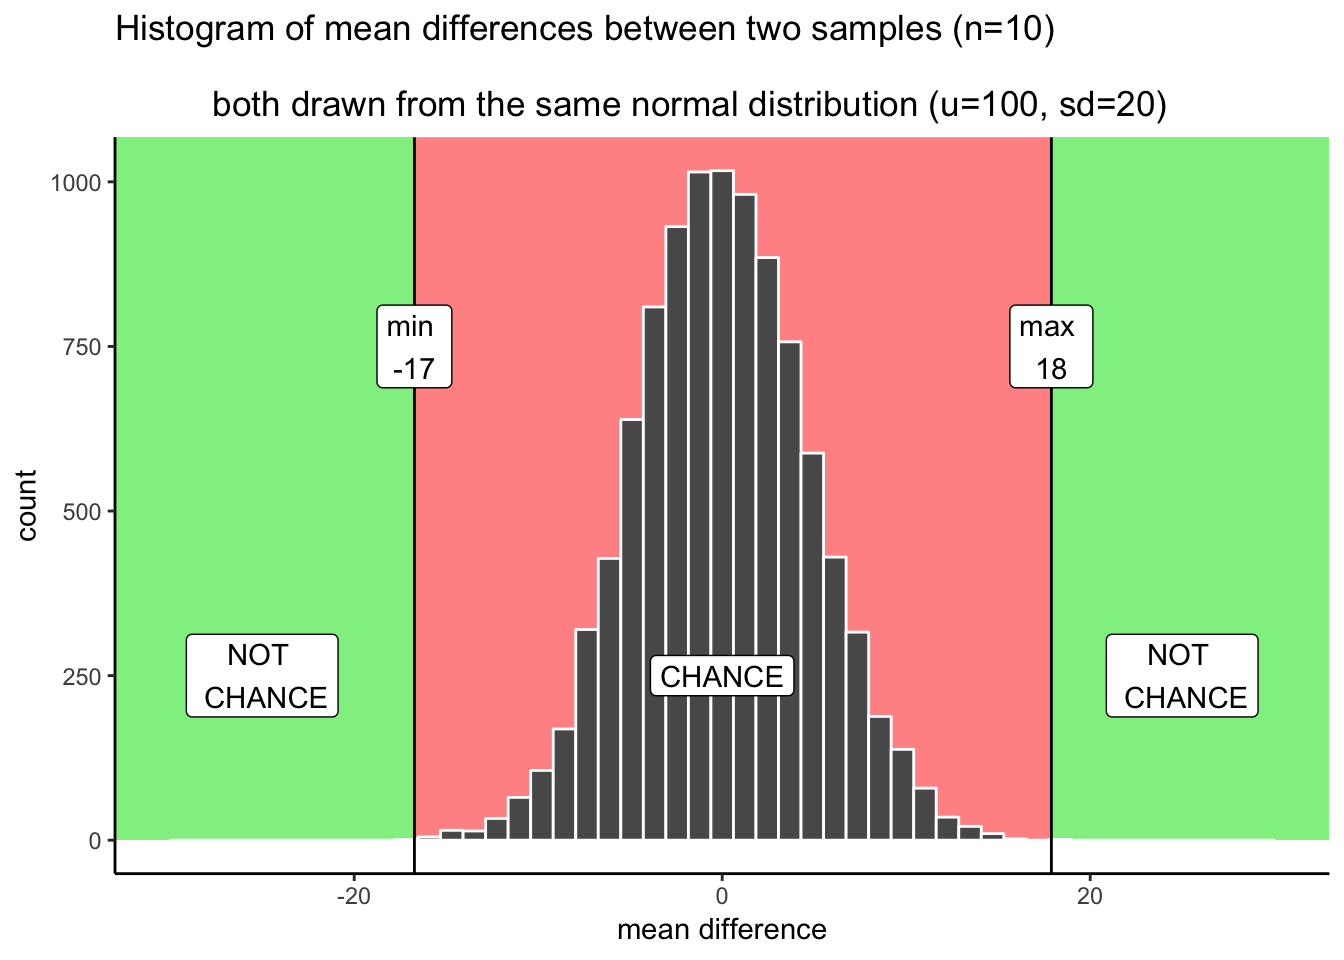 Histogram of mean differences between two samples (n=10)
both drawn from the same normal distribution (u=100, sd=20)
1000
750
500
250
0
count
min
-17
max
18
NOT
CHANCE
CHANCE
NOT
CHANCE
-20
0
20
mean difference